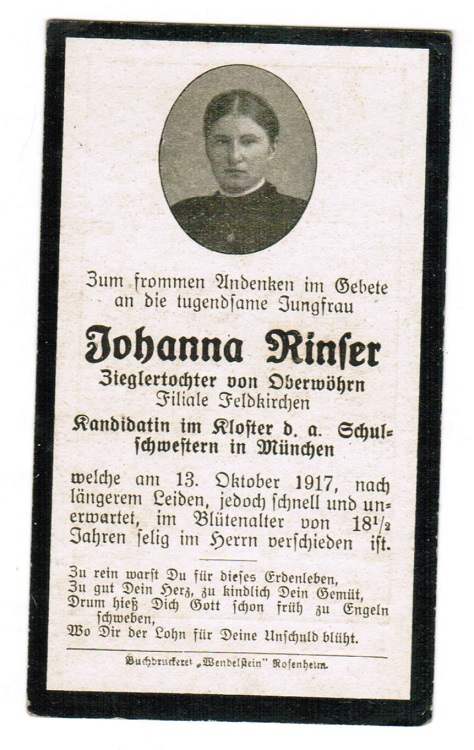 Zum frommen Andenken im Gebete
an die tugendsame Jungfrau
Johanna Rinser
Zieglertochter von Oberwöhrn
Filiale Feldkirchen
Kandidatin im Kloster d. a. Schul-
schwestern in München
welche am 13. Oktober 1917, nach
längerem Leiden, jedoch schnell und un-
erwartet, im Blütenalter von 18 1/2
Jahren selig im Herrn verschieden ist.
Zu rein warst Du für dieses Erdenleben,
Zu gut Dein Herz, zu kindlich Dein Gemüt,
Drum hieß Dich Gott schon früh zu Engeln
schweben,
Wo Dir der Lohn für Deine Unschuld blüht.
Buchdruckerei „Wendelstein" Rosenheim.